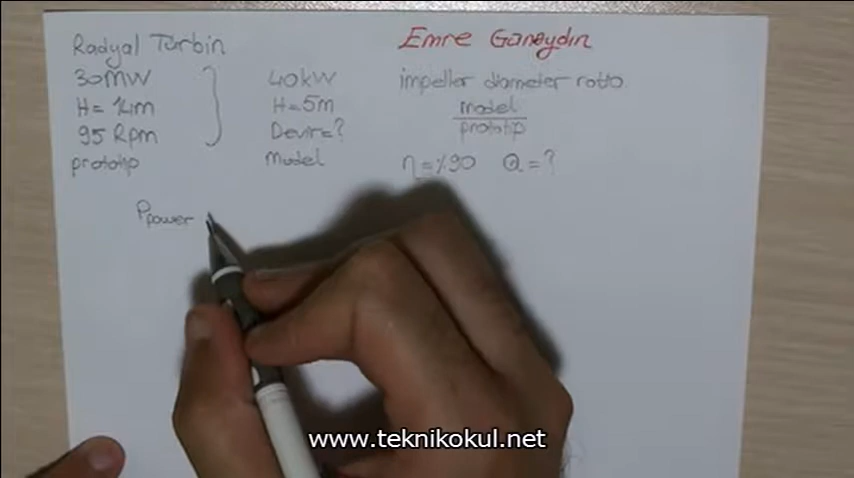 Radyal Türbin
30MW
H = 14m
95 Rpm
prototip
40kW
H = 5m
Devir = ?
Model
Emre Günaydın
impeller diameter ratio
model
prototip
η = %90 Q = ?
Ppower
www.teknikokul.net